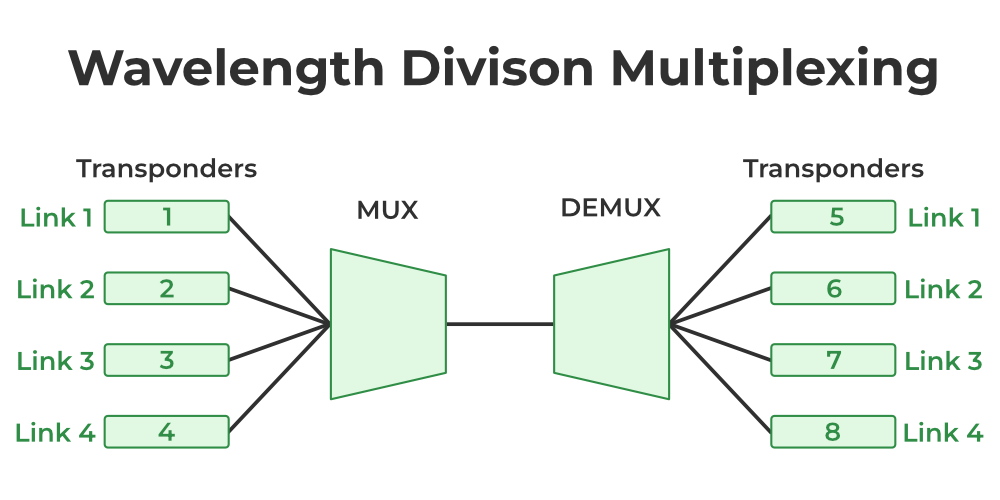 Wavelength Divison Multiplexing
Transponders
Transponders
MUX
DEMUX
Link 1 1
5 Link 1
Link 2 2
6 Link 2
Link 3 3
7 Link 3
Link 4 4
8 Link 4